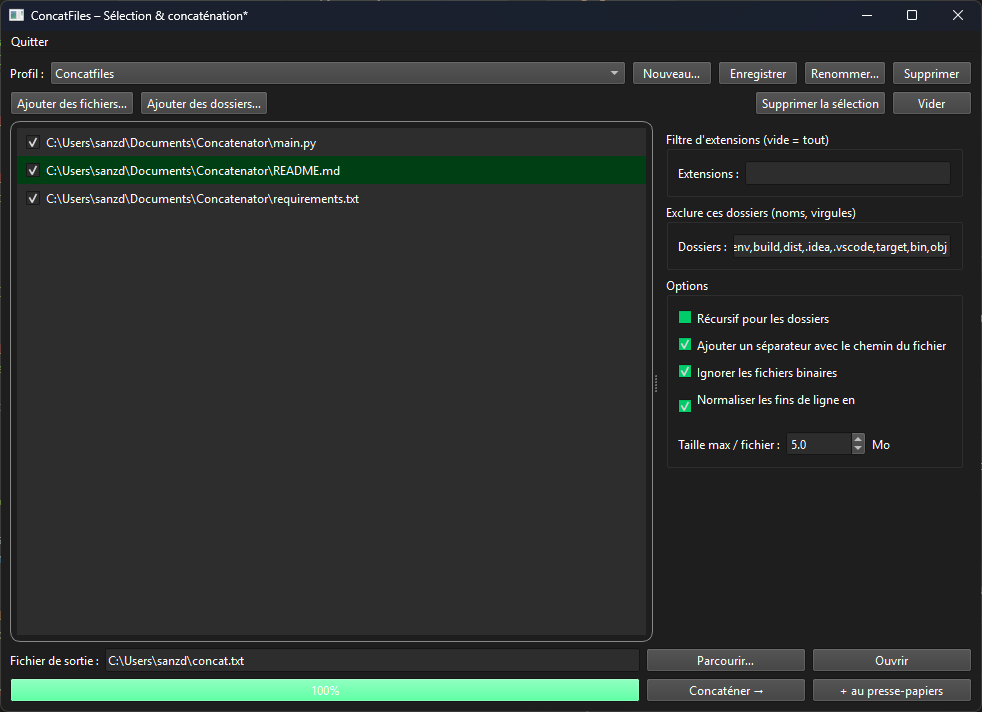 ConcatFiles – Sélection & concaténation*
Quitter
Profil : Concatfiles Nouveau... Enregistrer Renommer... Supprimer
Ajouter des fichiers... Ajouter des dossiers... Supprimer la sélection Vider
C:\Users\sanzd\Documents\Concatenator\main.py
C:\Users\sanzd\Documents\Concatenator\README.md
C:\Users\sanzd\Documents\Concatenator\requirements.txt
Filtre d'extensions (vide = tout)
Extensions :
Exclure ces dossiers (noms, virgules)
Dossiers : env,build,dist,.idea,.vscode,target,bin,obj
Options
Récursif pour les dossiers
Ajouter un séparateur avec le chemin du fichier
Ignorer les fichiers binaires
Normaliser les fins de ligne en
Taille max / fichier : 5.0 Mo
Fichier de sortie : C:\Users\sanzd\concat.txt Parcourir... Ouvrir
100% Concaténer → + au presse-papiers